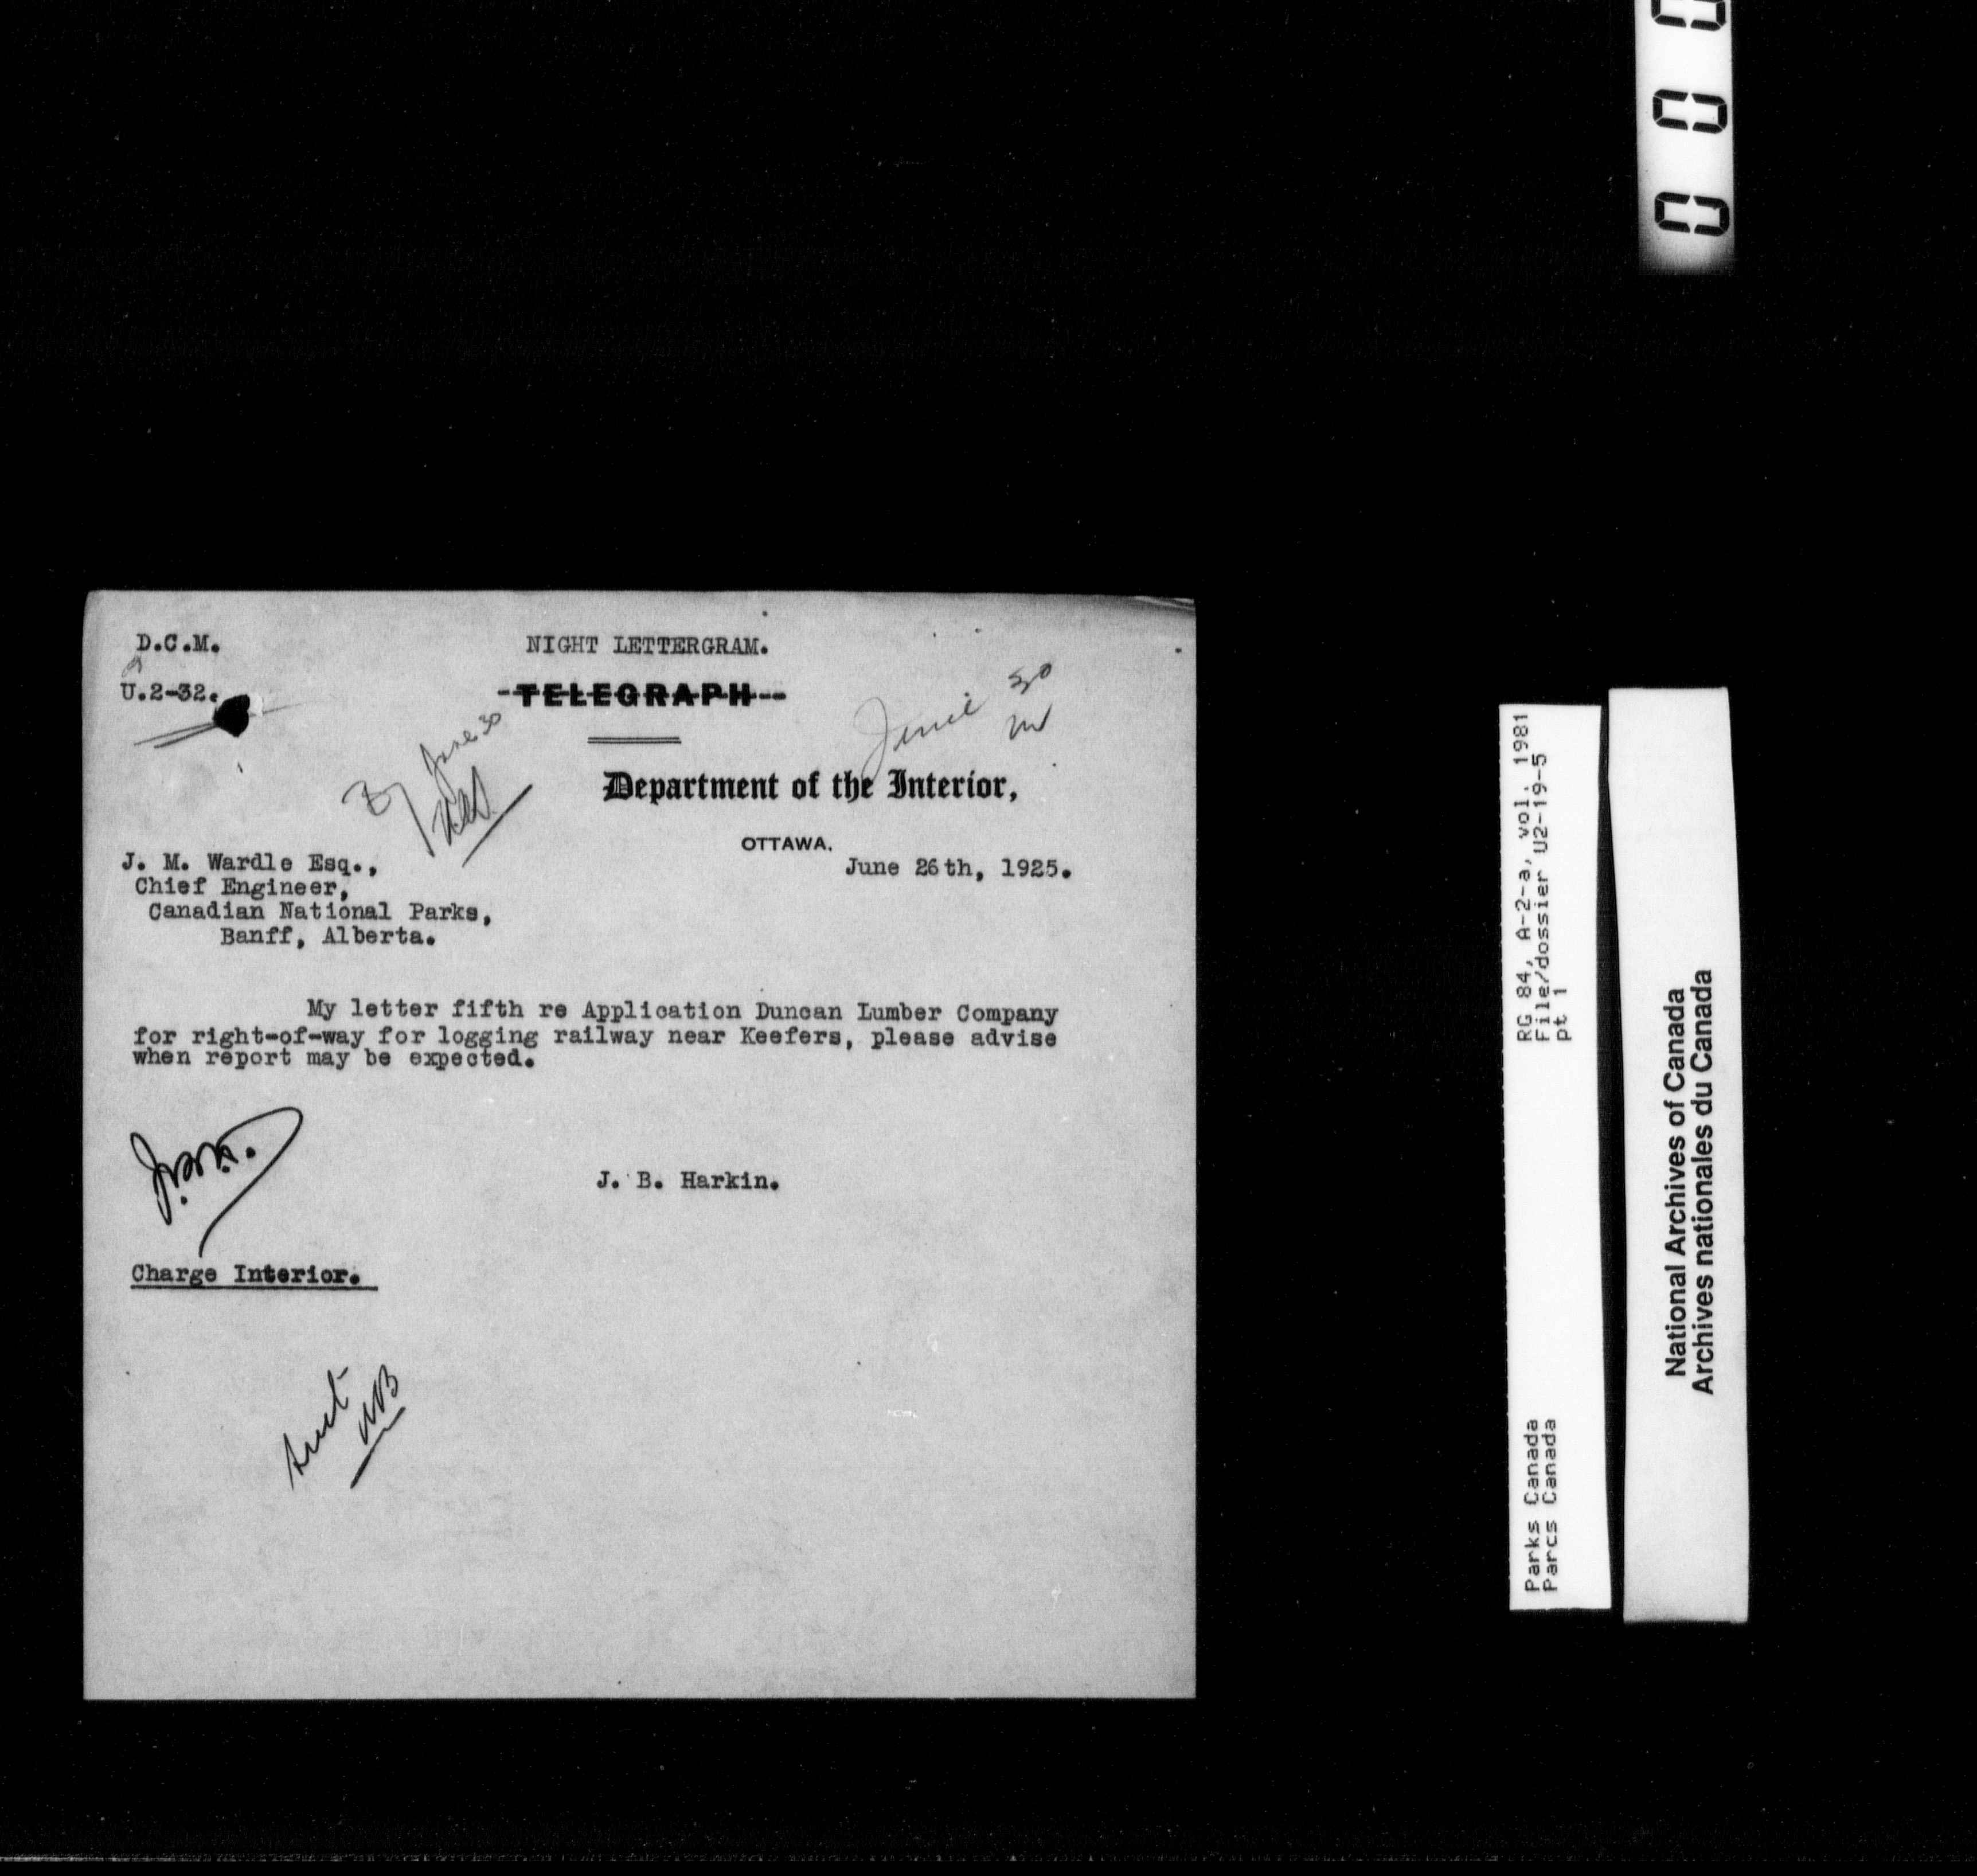 D.C.M.
NIGHT LETTERGRAM.
U.2-32.
-TELEGRAPH--
June 30
June 30
Department of the Interior,
OTTAWA.
June 26th, 1925.
J. M. Wardle Esq.,
Chief Engineer,
Canadian National Parks,
Banff, Alberta.
My letter fifth re Application Duncan Lumber Company
for right-of-way for logging railway near Keefers, please advise
when report may be expected.
J. B. Harkin.
Charge Interior.
000
RG 84, A-2-a, vol. 1981
File/dossier U2-19-5
pt 1
Parks Canada
Parcs Canada
National Archives of Canada
Archives nationales du Canada